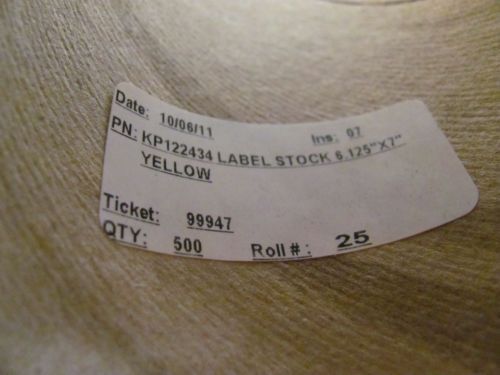 Date: 10/06/11 Ins: 07
PN: KP122434 LABEL STOCK 6.125"X7"
YELLOW
Ticket: 99947
QTY: 500 Roll #: 25